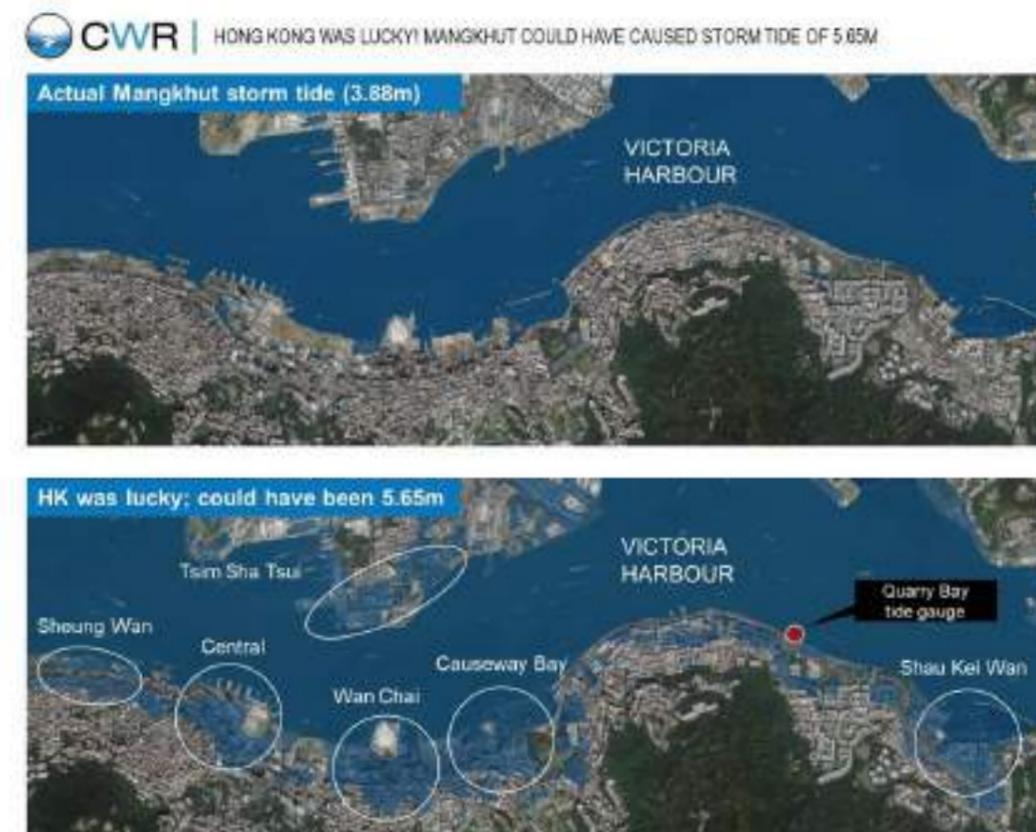 CWR
HONG KONG WAS LUCKY! MANGKHUT COULD HAVE CAUSED STORM TIDE OF 5.65M
Actual Mangkhut storm tide (3.88m)
VICTORIA
HARBOUR
HK was lucky; could have been 5.65m
VICTORIA
HARBOUR
Tsim Sha Tsui
Quarry Bay
tide gauge
Sheung Wan
Central
Causeway Bay
Shau Kei Wan
Wan Chai